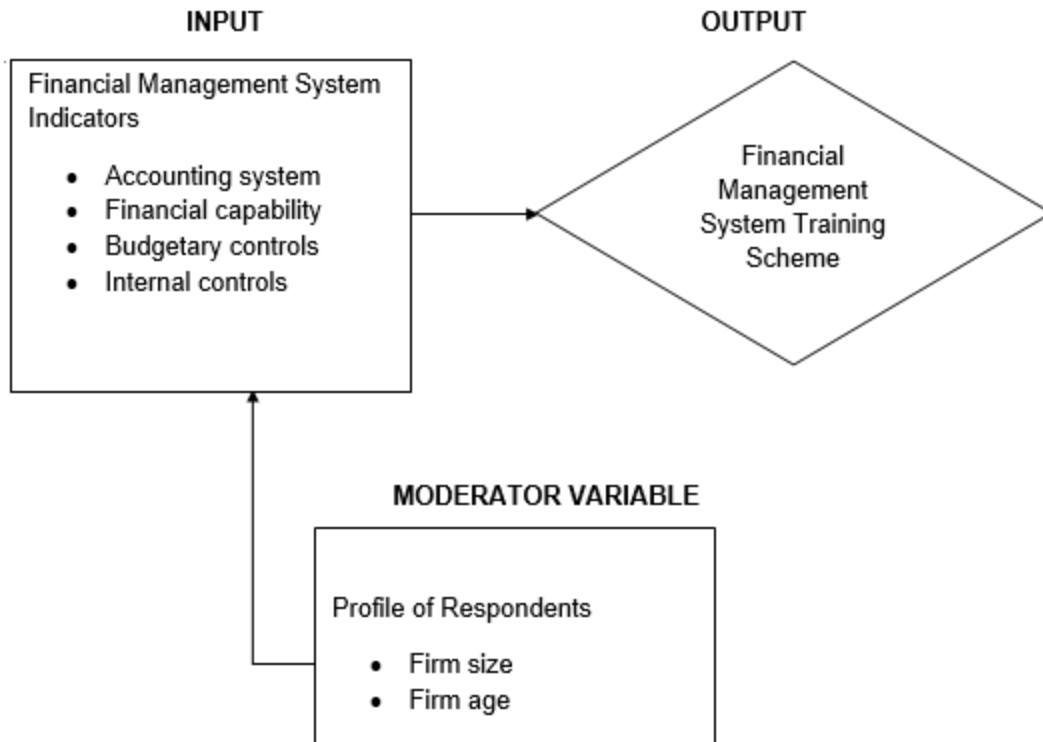 INPUT
OUTPUT
Financial Management System
Indicators
• Accounting system
• Financial capability
• Budgetary controls
• Internal controls
Financial
Management
System Training
Scheme
MODERATOR VARIABLE
Profile of Respondents
• Firm size
• Firm age